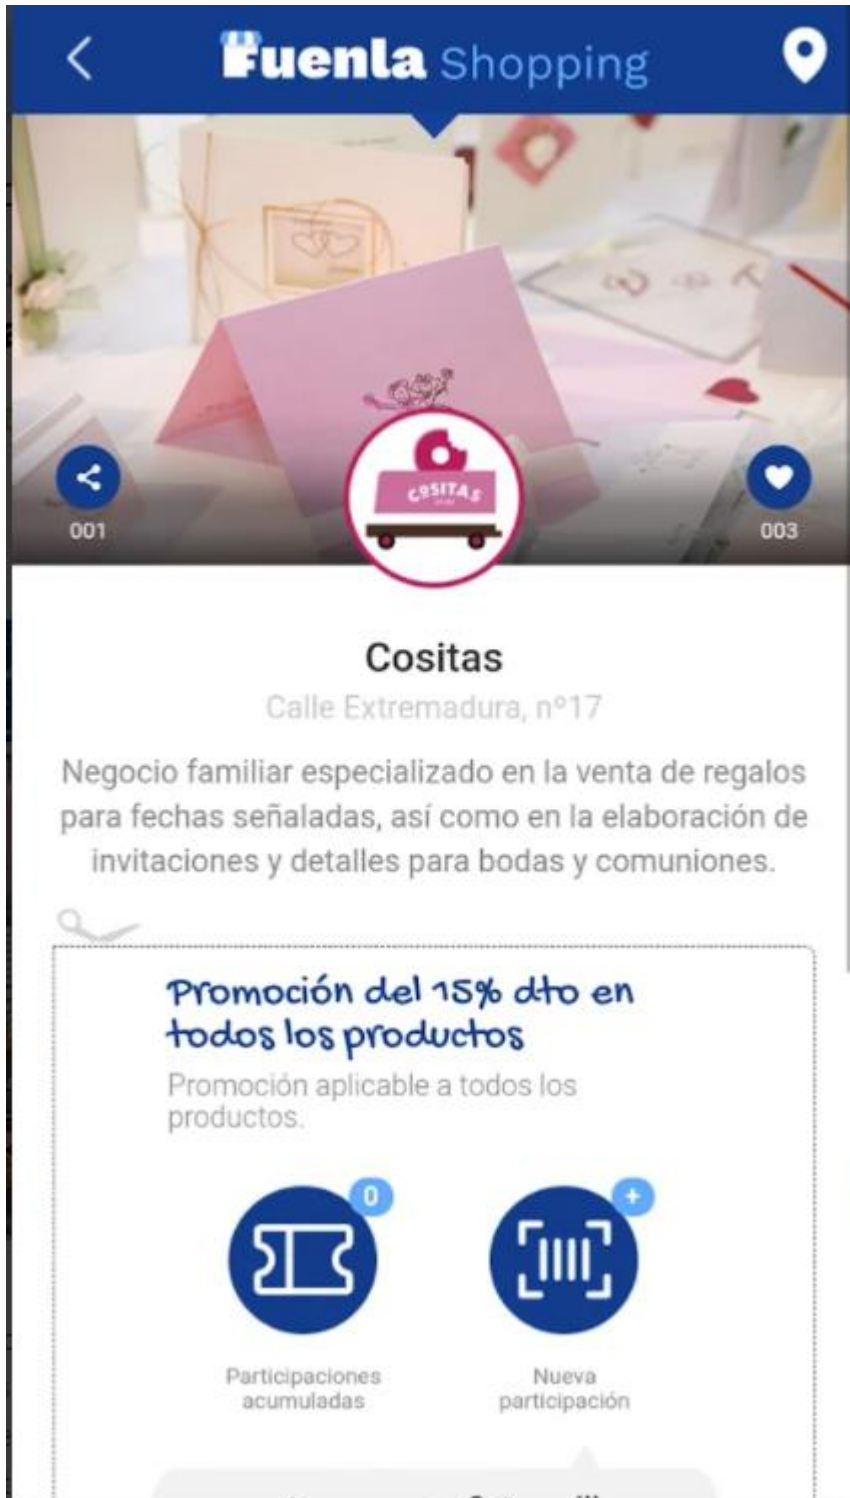 Fuenla Shopping
COSITAS
001
003
Cositas
Calle Extremadura, nº17
Negocio familiar especializado en la venta de regalos
para fechas señaladas, así como en la elaboración de
invitaciones y detalles para bodas y comuniones.
Promoción del 15% dto en
todos los productos
Promoción aplicable a todos los
productos.
0
+
Participaciones
acumuladas
Nueva
participación